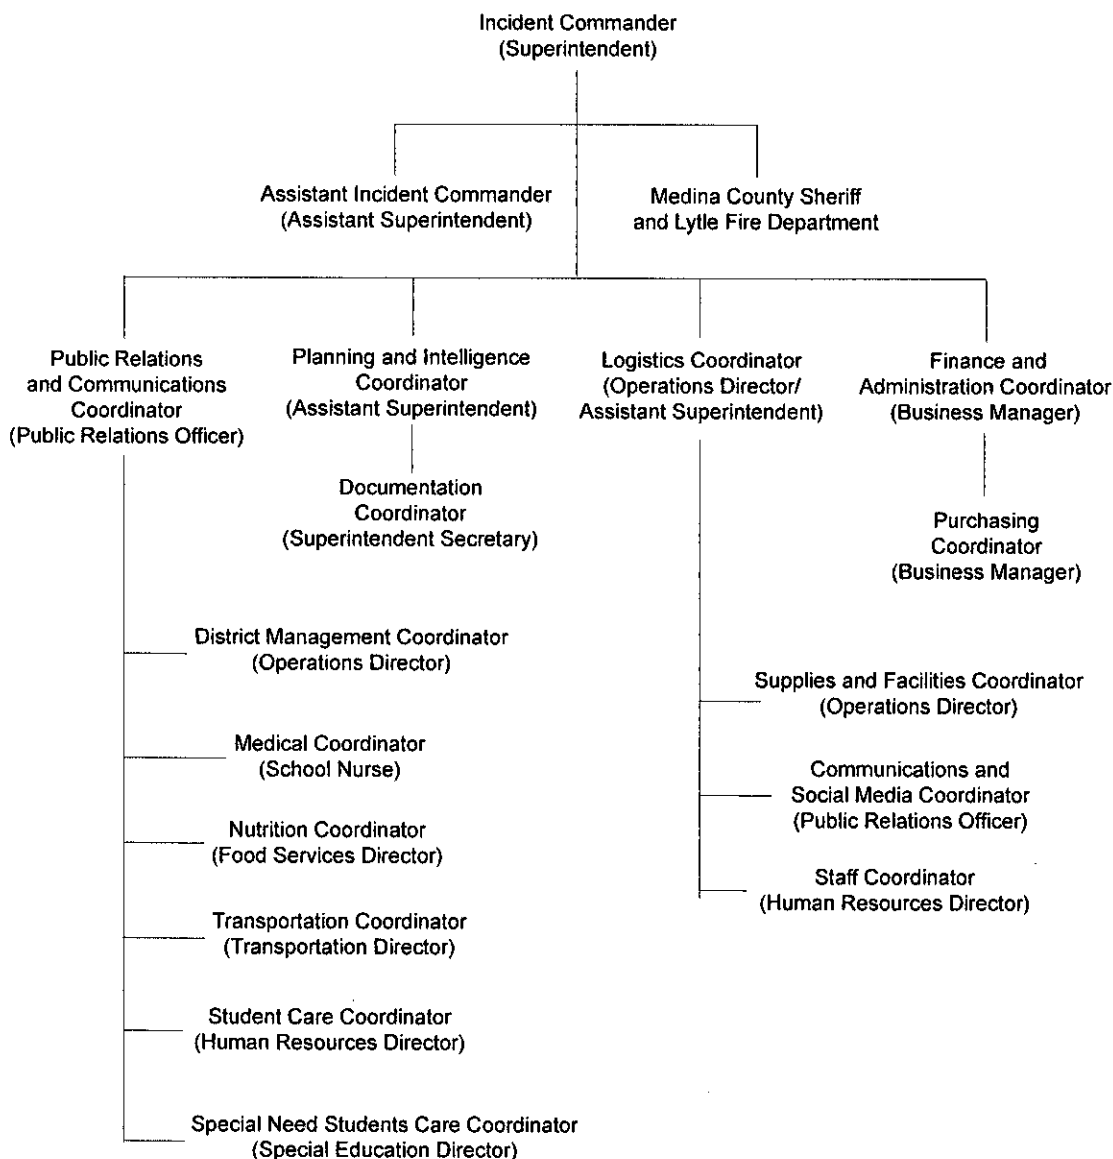 Incident Commander
(Superintendent)
Assistant Incident Commander
(Assistant Superintendent)
Medina County Sheriff
and Lytle Fire Department
Public Relations
and Communications
Coordinator
(Public Relations Officer)
Planning and Intelligence
Coordinator
(Assistant Superintendent)
Logistics Coordinator
(Operations Director/
Assistant Superintendent)
Finance and
Administration Coordinator
(Business Manager)
Documentation
Coordinator
(Superintendent Secretary)
Purchasing
Coordinator
(Business Manager)
District Management Coordinator
(Operations Director)
Medical Coordinator
(School Nurse)
Nutrition Coordinator
(Food Services Director)
Transportation Coordinator
(Transportation Director)
Student Care Coordinator
(Human Resources Director)
Special Need Students Care Coordinator
(Special Education Director)
Supplies and Facilities Coordinator
(Operations Director)
Communications and
Social Media Coordinator
(Public Relations Officer)
Staff Coordinator
(Human Resources Director)